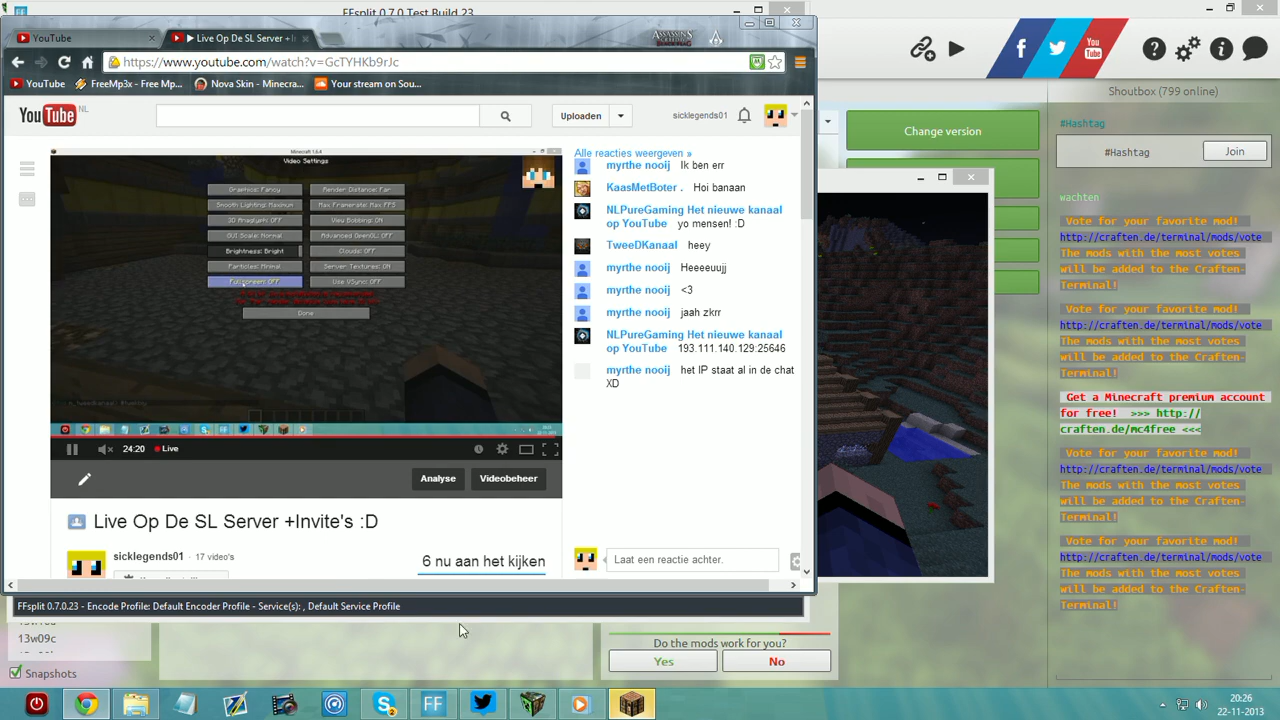 FFsplit 0.7.0 Test Build 23
YouTube
Live Op De SL Server +In
ASSASSIN'S
https://www.youtube.com/watch?v=GcTYHKb9rJc
YouTube
FreeMp3x - Free Mp...
Nova Skin - Minecra...
Your stream on Sou...
YouTube NL
Uploaden
sicklegends01
Minecraft 1.6.4
Video Settings
Graphics: Fancy
Render Distance: Far
Smooth Lighting: Maximum
Max Framerate: Max FPS
3D Anaglyph: OFF
View Bobbing: ON
GUI Scale: Normal
Advanced OpenGL: OFF
Brightness: Bright
Clouds: OFF
Particles: Minimal
Server Textures: ON
Fullscreen: OFF
Use VSync: OFF
Done
24:20
Live
Analyse
Videobeheer
Live Op De SL Server +Invite's :D
sicklegends01 · 17 video's
6 nu aan het kijken
Alle reacties weergeven »
myrthe nooij Ik ben err
KaasMetBoter . Hoi banaan
NLPureGaming Het nieuwe kanaal
op YouTube yo mensen! :D
TweeDKanaal heey
myrthe nooij Heeeeuujj
myrthe nooij <3
myrthe nooij jaah zkrr
NLPureGaming Het nieuwe kanaal
op YouTube 193.111.140.129:25646
myrthe nooij het IP staat al in de chat
XD
Laat een reactie achter.
FFsplit 0.7.0.23 - Encode Profile: Default Encoder Profile - Service(s): , Default Service Profile
13w09c
Snapshots
Do the mods work for you?
Yes
No
Change version
You
Tube
Shoutbox (799 online)
#Hashtag
#Hashtag
Join
wachten
Vote for your favorite mod!
http://craften.de/terminal/mods/vote
The mods with the most votes
will be added to the Craften-
Terminal!
Vote for your favorite mod!
http://craften.de/terminal/mods/vote
The mods with the most votes
will be added to the Craften-
Terminal!
Get a Minecraft premium account
for free! >>> http://
craften.de/mc4free <<<
Vote for your favorite mod!
http://craften.de/terminal/mods/vote
The mods with the most votes
will be added to the Craften-
Terminal!
Vote for your favorite mod!
http://craften.de/terminal/mods/vote
The mods with the most votes
will be added to the Craften-
Terminal!
FF
20:26
22-11-2013